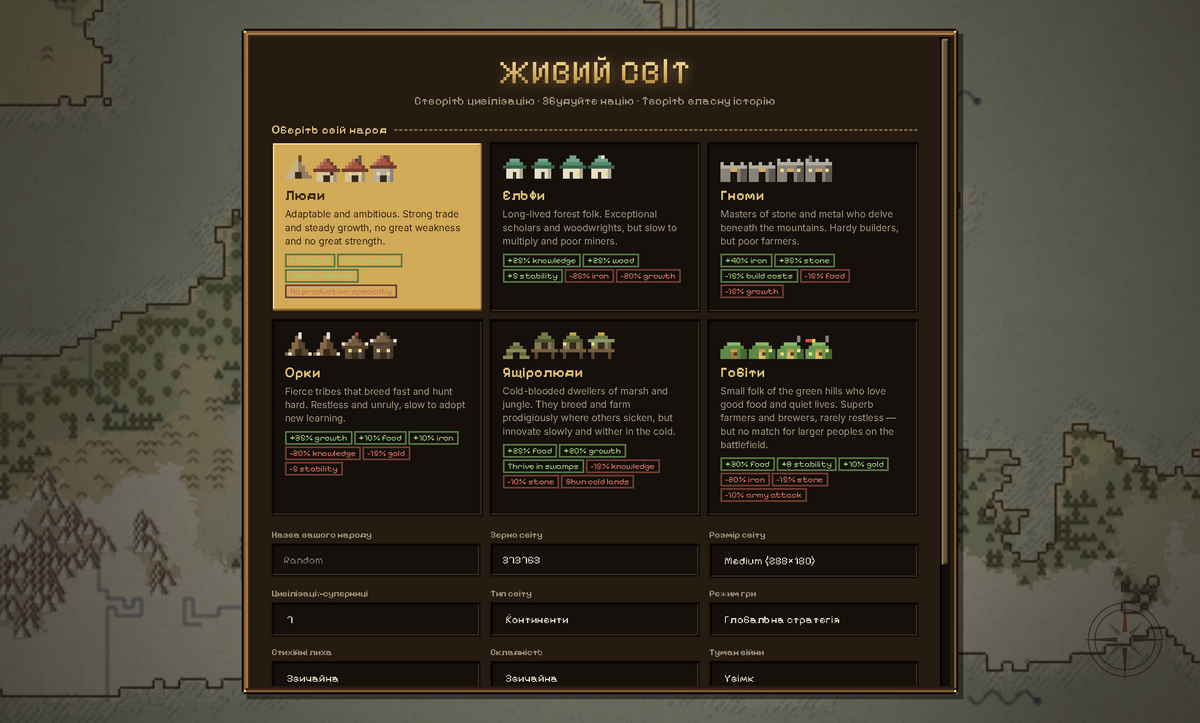 Живий світ
Створіть цивілізацію · Збудуйте націю · Творіть власну історію
Оберіть свій народ
Люди
Adaptable and ambitious. Strong trade
and steady growth, no great weakness
and no great strength.
No production specialty
Ельфи
Long-lived forest folk. Exceptional
scholars and woodwrights, but slow to
multiply and poor miners.
+25% knowledge +25% wood
+5 stability -25% iron -20% growth
Гноми
Masters of stone and metal who delve
beneath the mountains. Hardy builders,
but poor farmers.
+40% iron +35% stone
-15% build costs -15% food
-15% growth
Орки
Fierce tribes that breed fast and hunt
hard. Restless and unruly, slow to adopt
new learning.
+35% growth +10% food +10% iron
-20% knowledge -15% gold
-5 stability
Ящіролюди
Cold-blooded dwellers of marsh and
jungle. They breed and farm
prodigiously where others sicken, but
innovate slowly and wither in the cold.
+25% food +20% growth
Thrive in swamps -15% knowledge
-10% stone Shun cold lands
Гобіти
Small folk of the green hills who love
good food and quiet lives. Superb
farmers and brewers, rarely restless —
but no match for larger peoples on the
battlefield.
+30% food +8 stability +10% gold
-20% iron -15% stone
-10% army attack
Назва вашого народу Зерно світу Розмір світу
Random 373763 Medium (288×180)
Цивілізації-суперниці Тип світу Режим гри
7 Континенти Глобальна стратегія
Стихійні лиха Складність Туман війни
Звичайна Звичайна Увімк